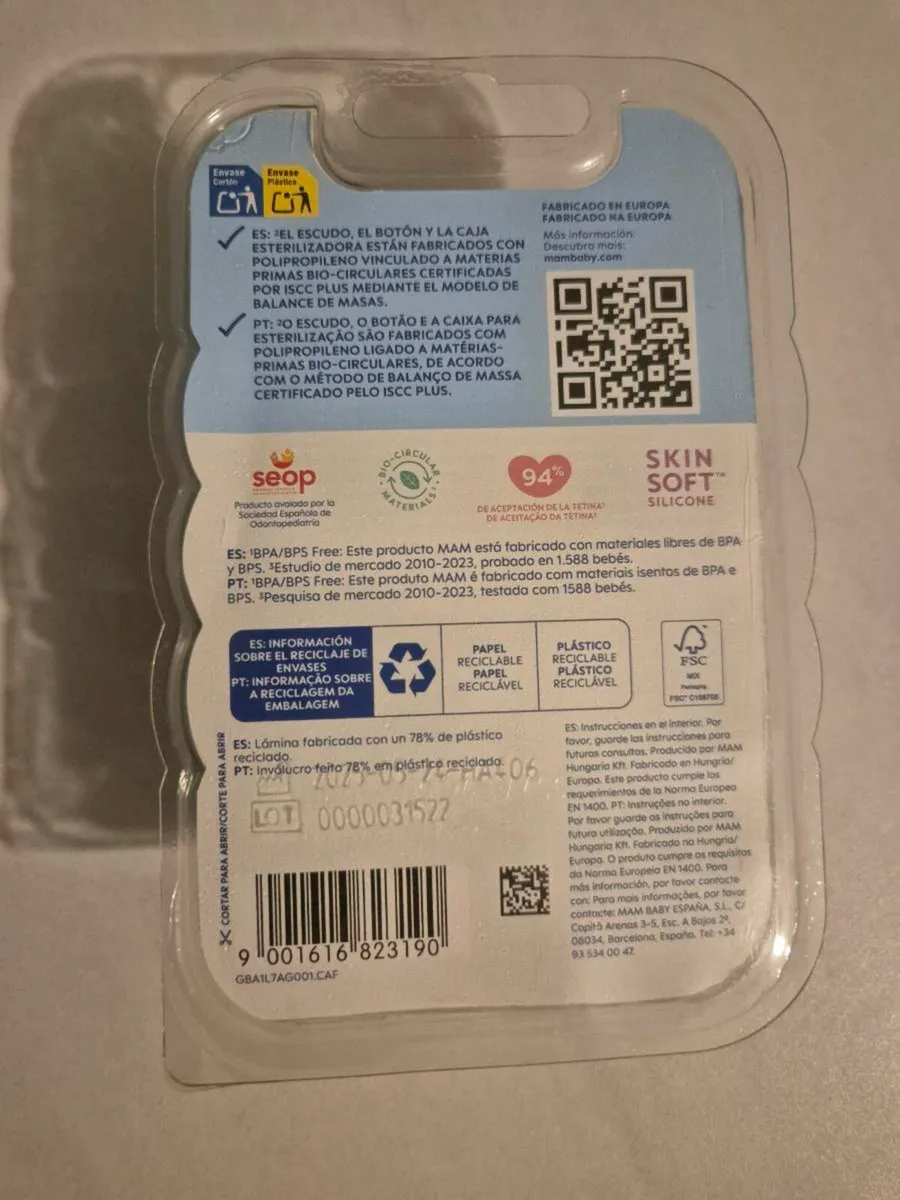 Envase
Cartón
Envase
Plástico
ES: ²EL ESCUDO, EL BOTÓN Y LA CAJA
ESTERILIZADORA ESTÁN FABRICADOS CON
POLIPROPILENO VINCULADO A MATERIAS
PRIMAS BIO-CIRCULARES CERTIFICADAS
POR ISCC PLUS MEDIANTE EL MODELO DE
BALANCE DE MASAS.
PT: ²O ESCUDO, O BOTÃO E A CAIXA PARA
ESTERILIZAÇÃO SÃO FABRICADOS COM
POLIPROPILENO LIGADO A MATÉRIAS-
PRIMAS BIO-CIRCULARES, DE ACORDO
COM O MÉTODO DE BALANÇO DE MASSA
CERTIFICADO PELO ISCC PLUS.
FABRICADO EN EUROPA
FABRICADO NA EUROPA
Más información:
Descubra mais:
mambaby.com
seop
Producto avalado por la
Sociedad Española de
Odontopediatría
BIO-CIRCULAR
MATERIALS
94%
DE ACEPTACIÓN DE LA TETINA³
DE ACEITAÇÃO DA TETINA³
SKIN
SOFT™
SILICONE
ES: ¹BPA/BPS Free: Este producto MAM está fabricado con materiales libres de BPA
y BPS. ³Estudio de mercado 2010-2023, probado en 1.588 bebés.
PT: ¹BPA/BPS Free: Este produto MAM é fabricado com materiais isentos de BPA e
BPS. ³Pesquisa de mercado 2010-2023, testada com 1588 bebés.
ES: INFORMACIÓN
SOBRE EL RECICLAJE DE
ENVASES
PT: INFORMAÇÃO SOBRE
A RECICLAGEM DA
EMBALAGEM
PAPEL
RECICLABLE
PAPEL
RECICLÁVEL
PLÁSTICO
RECICLABLE
PLÁSTICO
RECICLÁVEL
FSC
MIX
Packaging
FSC® C158765
ES: Lámina fabricada con un 78% de plástico
reciclado.
PT: Invólucro feito 78% em plástico reciclado.
LOT 0000031522
CORTAR PARA ABRIR/CORTE PARA ABRIR
9 001616 823190
GBA1L7AG001.CAF
ES: Instrucciones en el interior. Por
favor, guarde las instrucciones para
futuras consultas. Producido por MAM
Hungaria Kft. Fabricado en Hungría/
Europa. Este producto cumple los
requerimientos de la Norma Europea
EN 1400. PT: Instruções no interior.
Por favor guarde as instruções para
futura utilização. Produzido por MAM
Hungaria Kft. Fabricado na Hungria/
Europa. O produto cumpre os requisitos
da Norma Europeia EN 1400. Para
más información, por favor contacte
con: Para mais informações, por favor
contacte: MAM BABY ESPAÑA, S.L., C/
Capità Arenas 3-5, Esc. A Bajos 2ª,
08034, Barcelona, España. Tel: +34
93 534 00 47.